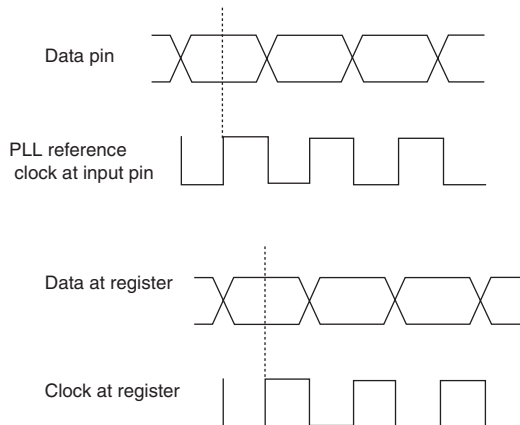 Data pin
PLL reference
clock at input pin
Data at register
Clock at register